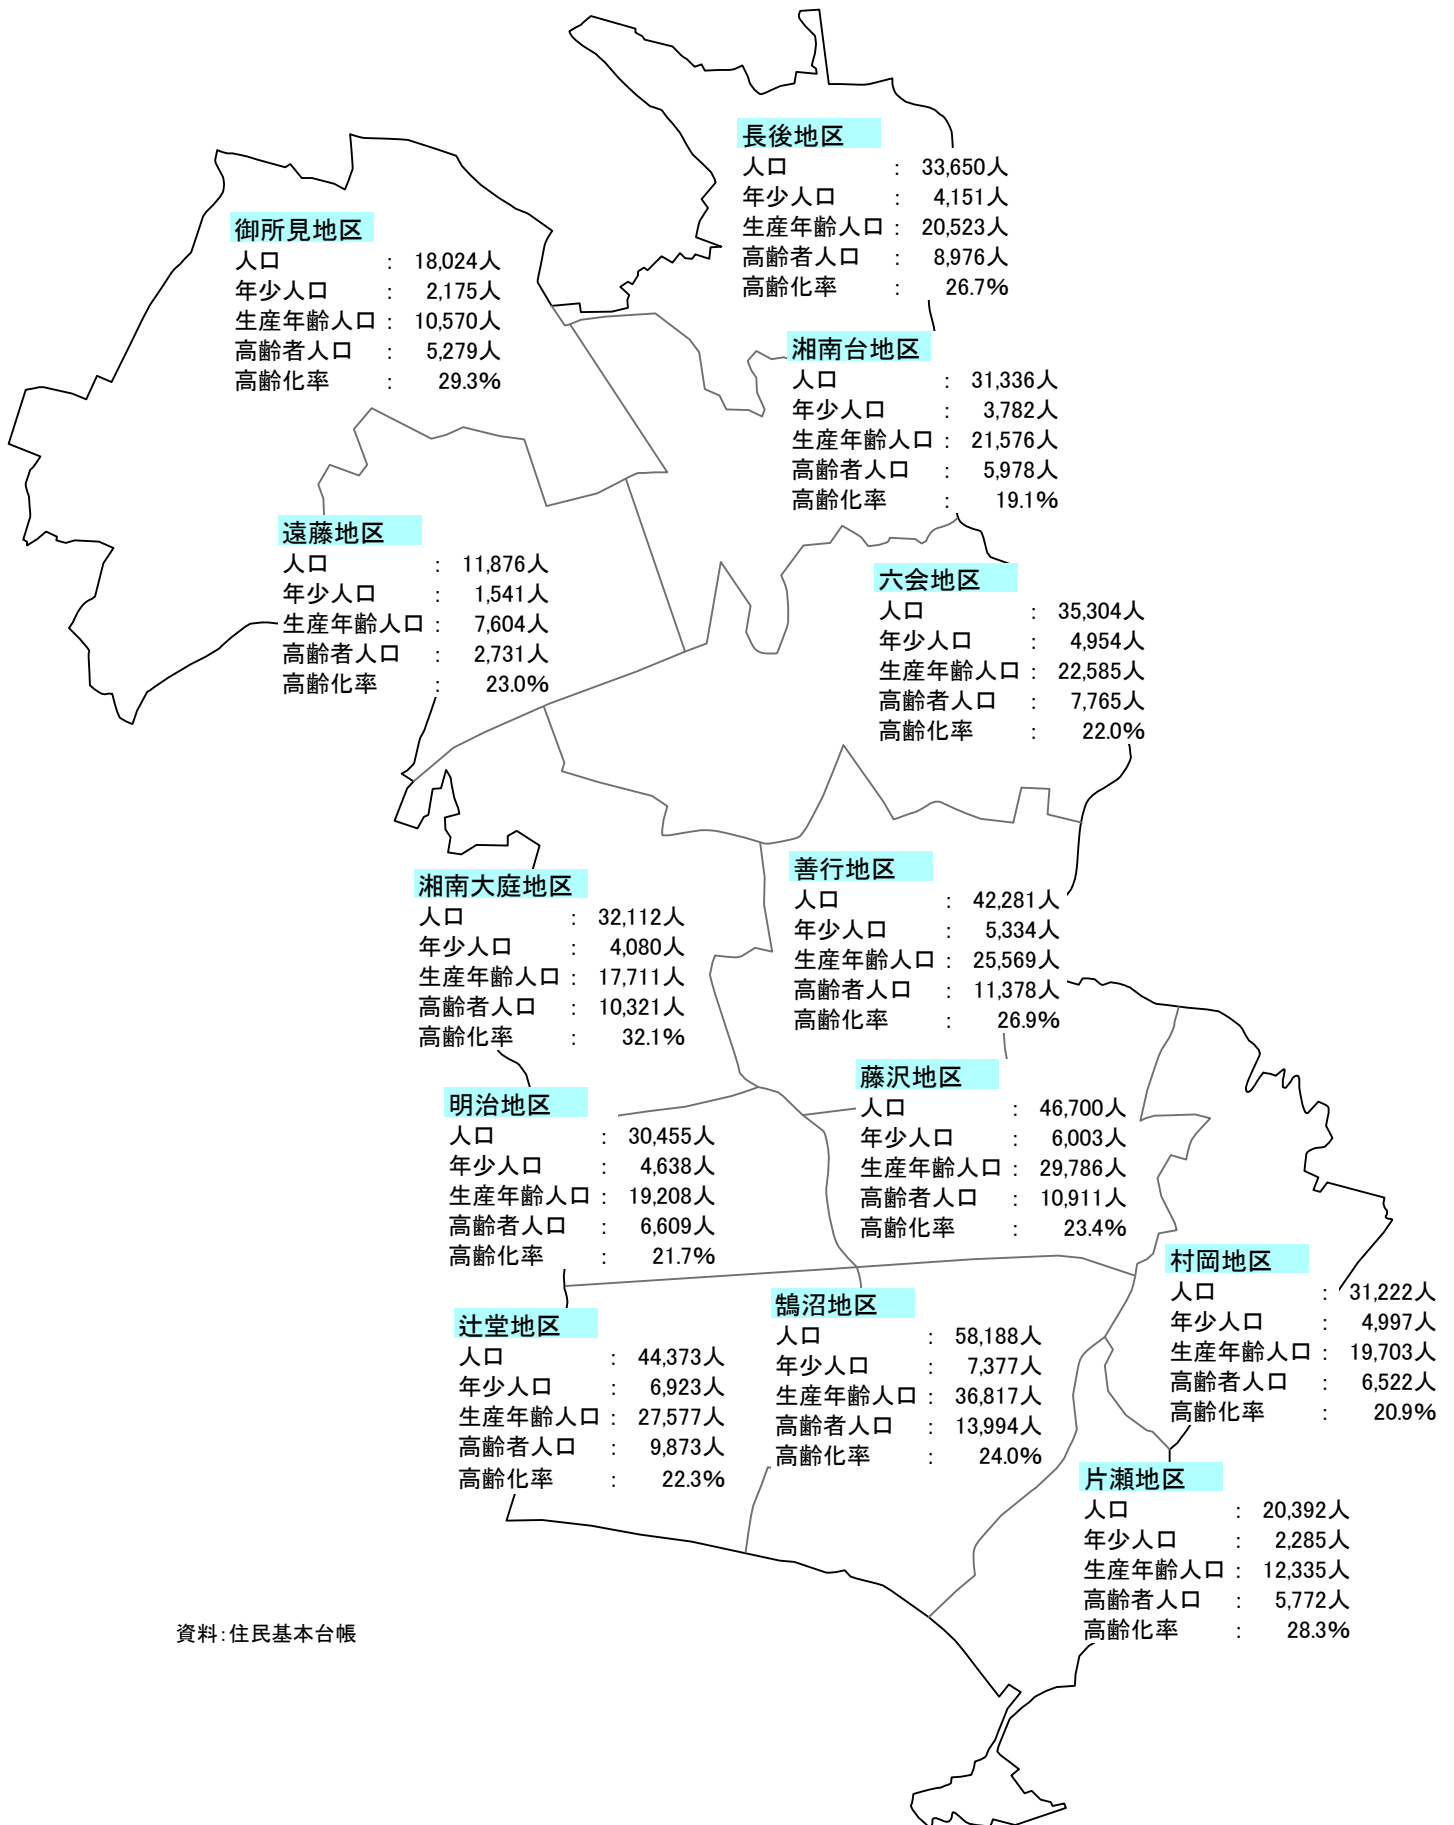 長後地区
人口 : 33,650人
年少人口 : 4,151人
生産年齢人口 : 20,523人
高齢者人口 : 8,976人
高齢化率 : 26.7%
御所見地区
人口 : 18,024人
年少人口 : 2,175人
生産年齢人口 : 10,570人
高齢者人口 : 5,279人
高齢化率 : 29.3%
湘南台地区
人口 : 31,336人
年少人口 : 3,782人
生産年齢人口 : 21,576人
高齢者人口 : 5,978人
高齢化率 : 19.1%
遠藤地区
人口 : 11,876人
年少人口 : 1,541人
生産年齢人口 : 7,604人
高齢者人口 : 2,731人
高齢化率 : 23.0%
六会地区
人口 : 35,304人
年少人口 : 4,954人
生産年齢人口 : 22,585人
高齢者人口 : 7,765人
高齢化率 : 22.0%
湘南大庭地区
人口 : 32,112人
年少人口 : 4,080人
生産年齢人口 : 17,711人
高齢者人口 : 10,321人
高齢化率 : 32.1%
善行地区
人口 : 42,281人
年少人口 : 5,334人
生産年齢人口 : 25,569人
高齢者人口 : 11,378人
高齢化率 : 26.9%
明治地区
人口 : 30,455人
年少人口 : 4,638人
生産年齢人口 : 19,208人
高齢者人口 : 6,609人
高齢化率 : 21.7%
藤沢地区
人口 : 46,700人
年少人口 : 6,003人
生産年齢人口 : 29,786人
高齢者人口 : 10,911人
高齢化率 : 23.4%
村岡地区
人口 : 31,222人
年少人口 : 4,997人
生産年齢人口 : 19,703人
高齢者人口 : 6,522人
高齢化率 : 20.9%
辻堂地区
人口 : 44,373人
年少人口 : 6,923人
生産年齢人口 : 27,577人
高齢者人口 : 9,873人
高齢化率 : 22.3%
鵠沼地区
人口 : 58,188人
年少人口 : 7,377人
生産年齢人口 : 36,817人
高齢者人口 : 13,994人
高齢化率 : 24.0%
片瀬地区
人口 : 20,392人
年少人口 : 2,285人
生産年齢人口 : 12,335人
高齢者人口 : 5,772人
高齢化率 : 28.3%
資料:住民基本台帳